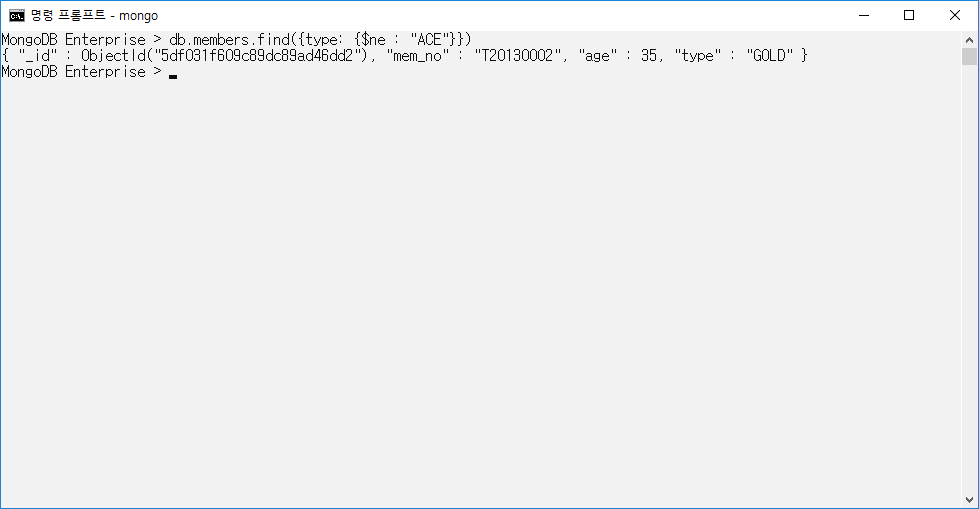 명령 프롬프트 - mongo
MongoDB Enterprise > db.members.find({type: {$ne : "ACE"}})
{ "_id" : ObjectId("5df031f609c89dc89ad46dd2"), "mem_no" : "T20130002", "age" : 35, "type" : "GOLD" }
MongoDB Enterprise >